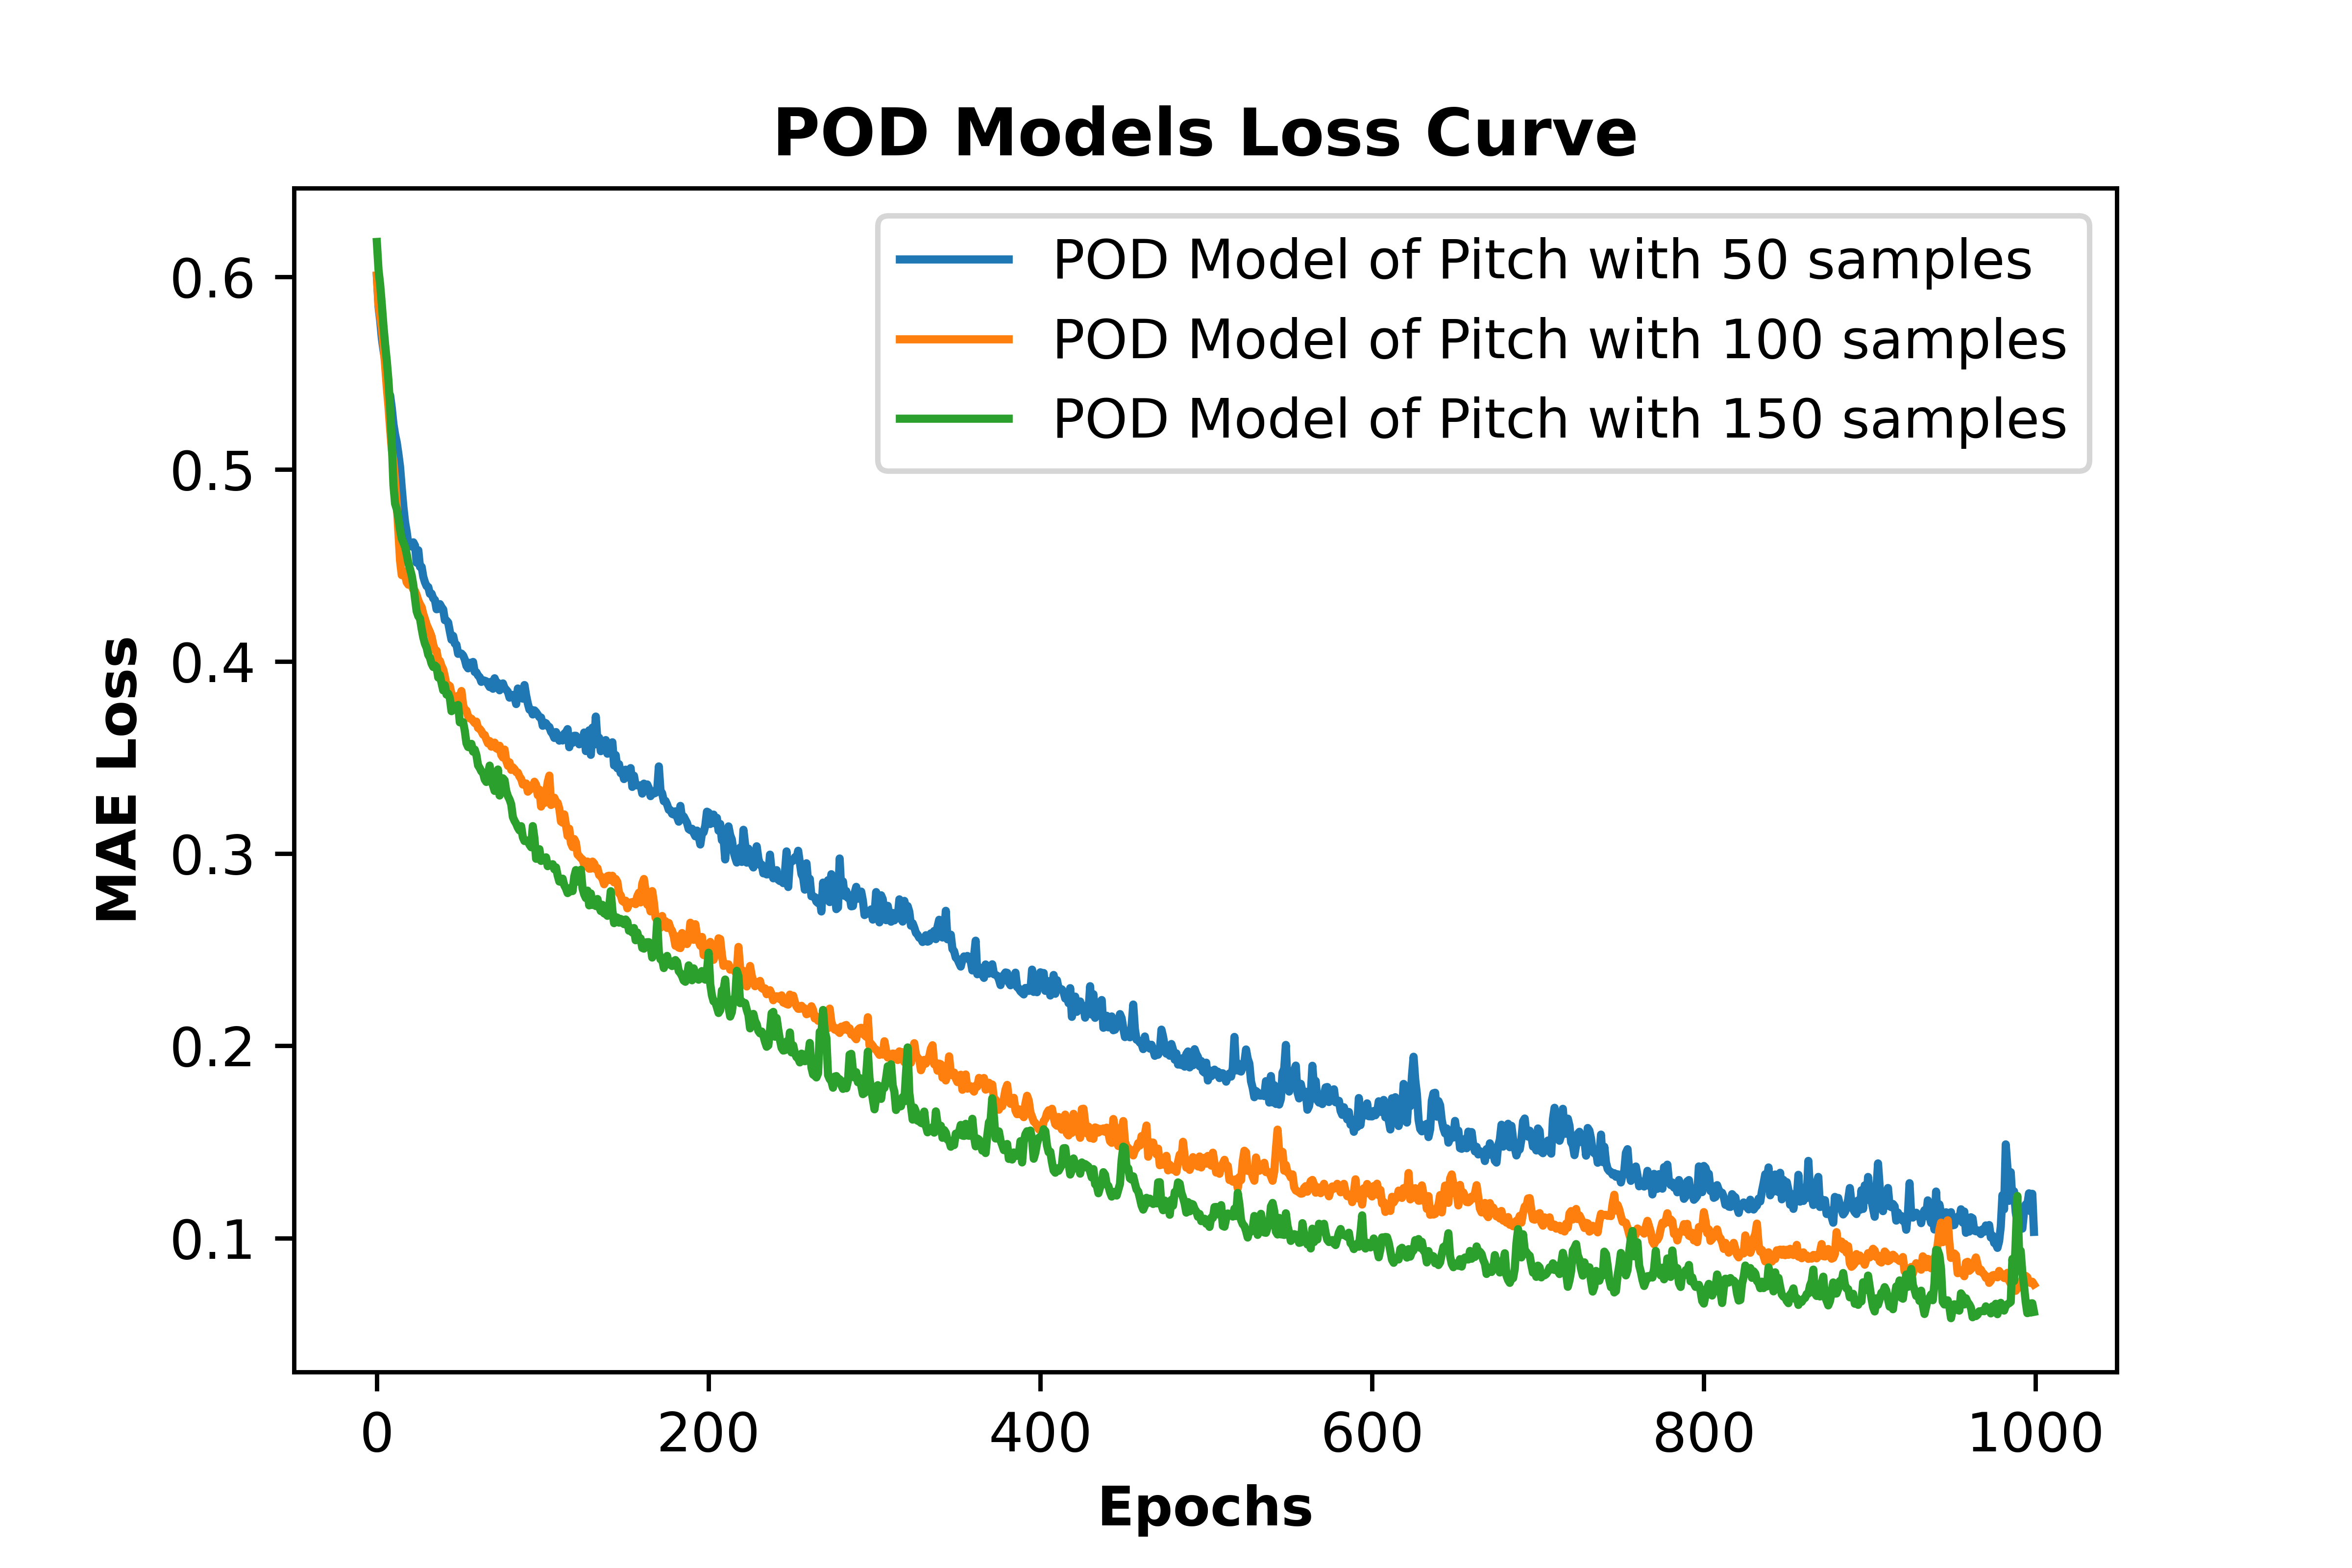 POD Models Loss Curve
POD Model of Pitch with 50 samples
POD Model of Pitch with 100 samples
POD Model of Pitch with 150 samples
MAE Loss
0.6
0.5
0.4
0.3
0.2
0.1
0 200 400 600 800 1000
Epochs